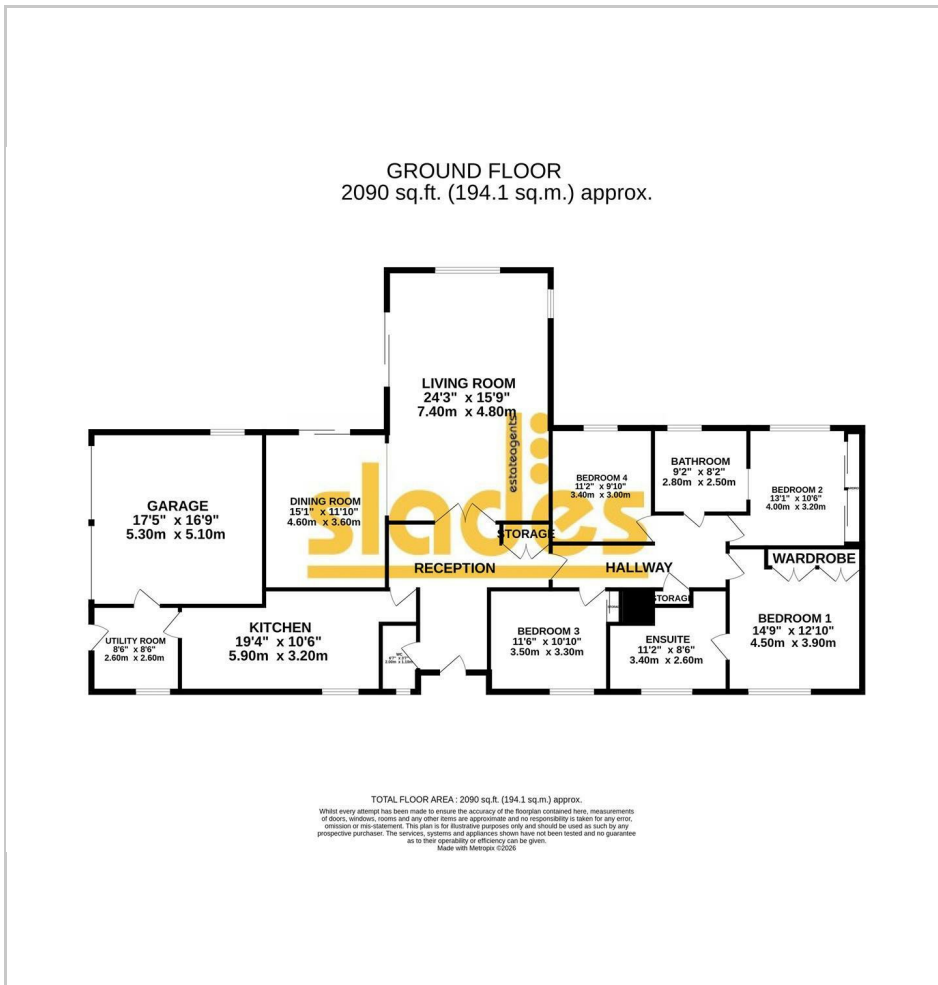 GROUND FLOOR
2090 sq.ft. (194.1 sq.m.) approx.
LIVING ROOM
24'3" x 15'9"
7.40m x 4.80m
estateagents
slades
GARAGE
17'5" x 16'9"
5.30m x 5.10m
DINING ROOM
15'1" x 11'10"
4.60m x 3.60m
BEDROOM 4
11'2" x 9'10"
3.40m x 3.00m
BATHROOM
9'2" x 8'2"
2.80m x 2.50m
BEDROOM 2
13'1" x 10'6"
4.00m x 3.20m
STORAGE
RECEPTION
HALLWAY
WARDROBE
STORAGE
UTILITY ROOM
8'6" x 8'6"
2.60m x 2.60m
KITCHEN
19'4" x 10'6"
5.90m x 3.20m
WC
BEDROOM 3
11'6" x 10'10"
3.50m x 3.30m
ENSUITE
11'2" x 8'6"
3.40m x 2.60m
BEDROOM 1
14'9" x 12'10"
4.50m x 3.90m
TOTAL FLOOR AREA : 2090 sq.ft. (194.1 sq.m.) approx.
Whilst every attempt has been made to ensure the accuracy of the floorplan contained here, measurements
of doors, windows, rooms and any other items are approximate and no responsibility is taken for any error,
omission or mis-statement. This plan is for illustrative purposes only and should be used as such by any
prospective purchaser. The services, systems and appliances shown have not been tested and no guarantee
as to their operability or efficiency can be given.
Made with Metropix ©2026